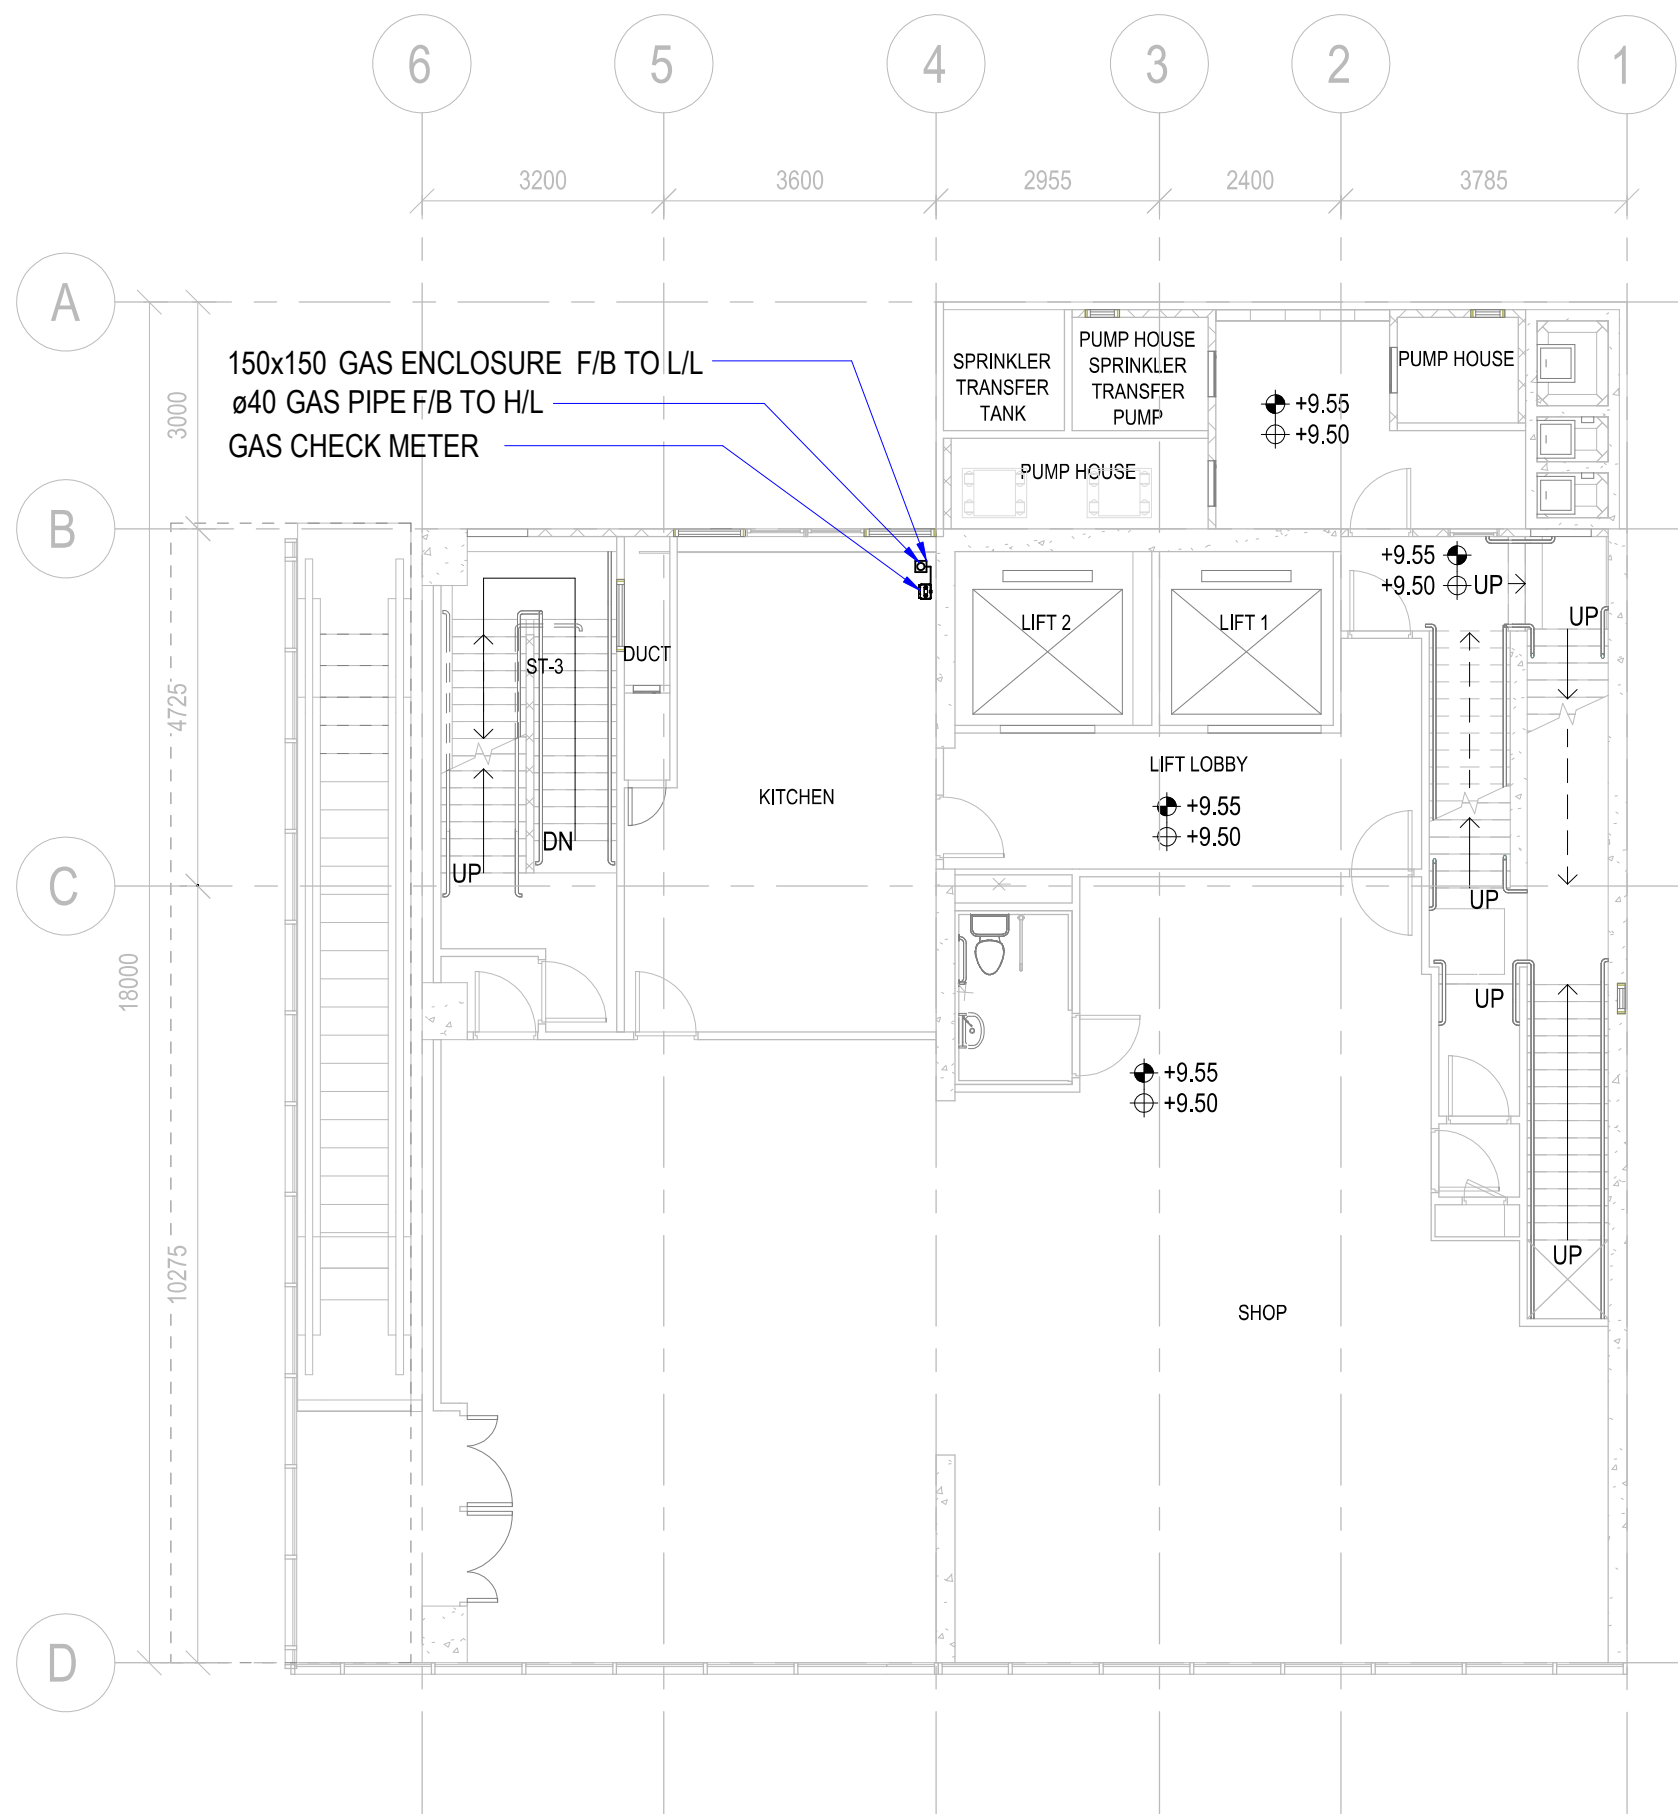 6 5 4 3 2 1
3200 3600 2955 2400 3785
A
3000
150x150 GAS ENCLOSURE F/B TO L/L
ø40 GAS PIPE F/B TO H/L
GAS CHECK METER
SPRINKLER
TRANSFER
TANK
PUMP HOUSE
SPRINKLER
TRANSFER
PUMP
+9.55
+9.50
PUMP HOUSE
PUMP HOUSE
B
+9.55
+9.50 UP
UP
LIFT 2
LIFT 1
DUCT
ST-3
4725
LIFT LOBBY
+9.55
+9.50
KITCHEN
DN
UP
C
UP
18000
UP
+9.55
+9.50
10275
UP
SHOP
D